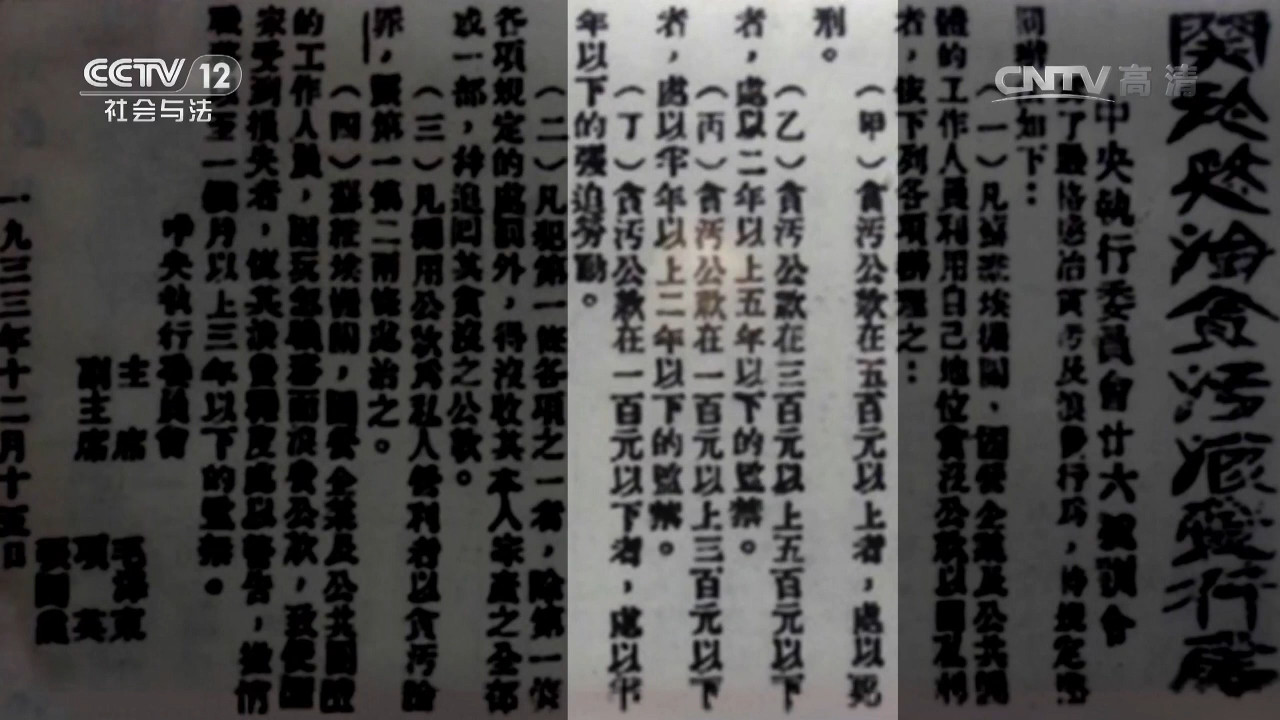 CCTV 12
社会与法
CNTV 高清
關於懲治貪污浪費行為
中央執行委員會廿六號訓令
了嚴格懲治貪污及浪費行為，特規定懲
如下：
（一）凡蘇維埃機關、國營企業及公共團
體的工作人員利用自己地位貪沒公款以圖私利
者，依下列各項辦理之：
（甲）貪污公款在五百元以上者，處以死
刑。
（乙）貪污公款在三百元以上五百元以下
者，處以二年以上五年以下的監禁。
（丙）貪污公款在一百元以上三百元以下
者，處以半年以上二年以下的監禁。
（丁）貪污公款在一百元以下者，處以半
年以下的强迫勞動。
（二）凡犯第一條各項之一者，除第一條
各項規定的處罰外，得沒收其本人家產之全部
或一部，并追回其貪沒之公款。
（三）凡挪用公款爲私人營利者以貪污論
罪，照第一第二兩條處治之。
（四）蘇維埃機關，國營企業及公共團體
的工作人員，因玩忽職務而浪費公款，致使國
家受到損失者，依其浪費程度處以警告，撤
職務至一個月以上三年以下的監禁。
中央執行委員會
主席 毛澤東
副主席 項英
張國燾
一九三三年十二月十五日